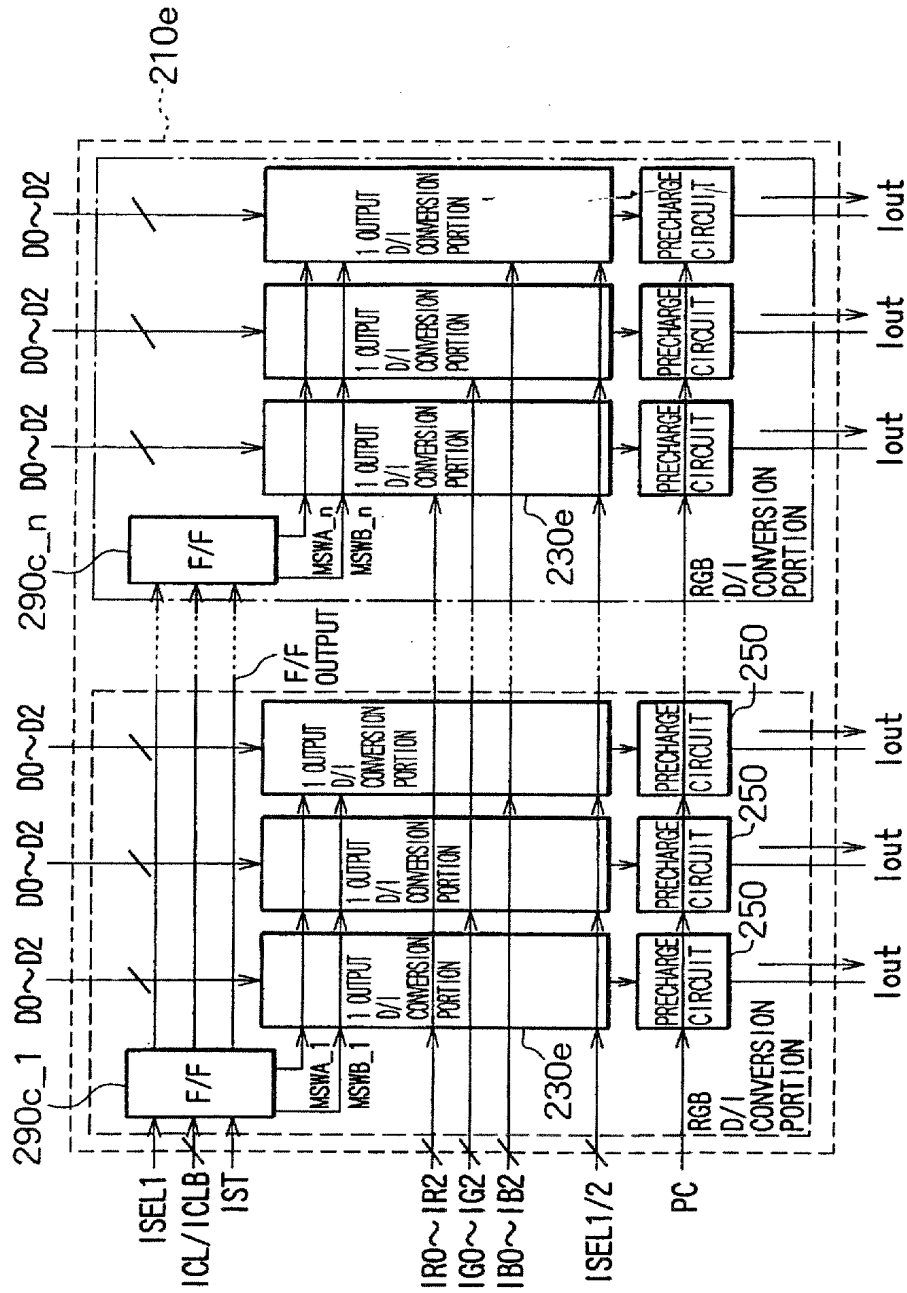 210e
290c_1
D0~D2
D0~D2
D0~D2
290c_n
D0~D2
D0~D2
D0~D2
ISEL1
ICL/ICLB
IST
F/F
F/F
F/F
OUTPUT
MSWA_1
MSWB_1
1 OUTPUT
D/I
CONVERSION
PORTION
1 OUTPUT
D/I
CONVERSION
PORTION
1 OUTPUT
D/I
CONVERSION
PORTION
MSWA_n
MSWB_n
1 OUTPUT
D/I
CONVERSION
PORTION
1 OUTPUT
D/I
CONVERSION
PORTION
1 OUTPUT
D/I
CONVERSION
PORTION
IR0~IR2
IG0~IG2
IB0~IB2
ISEL1/2
230e
230e
PC
PRECHARGE
CIRCUIT
PRECHARGE
CIRCUIT
PRECHARGE
CIRCUIT
PRECHARGE
CIRCUIT
PRECHARGE
CIRCUIT
PRECHARGE
CIRCUIT
250
250
250
RGB
D/I
CONVERSION
PORTION
RGB
D/I
CONVERSION
PORTION
Iout
Iout
Iout
Iout
Iout
Iout